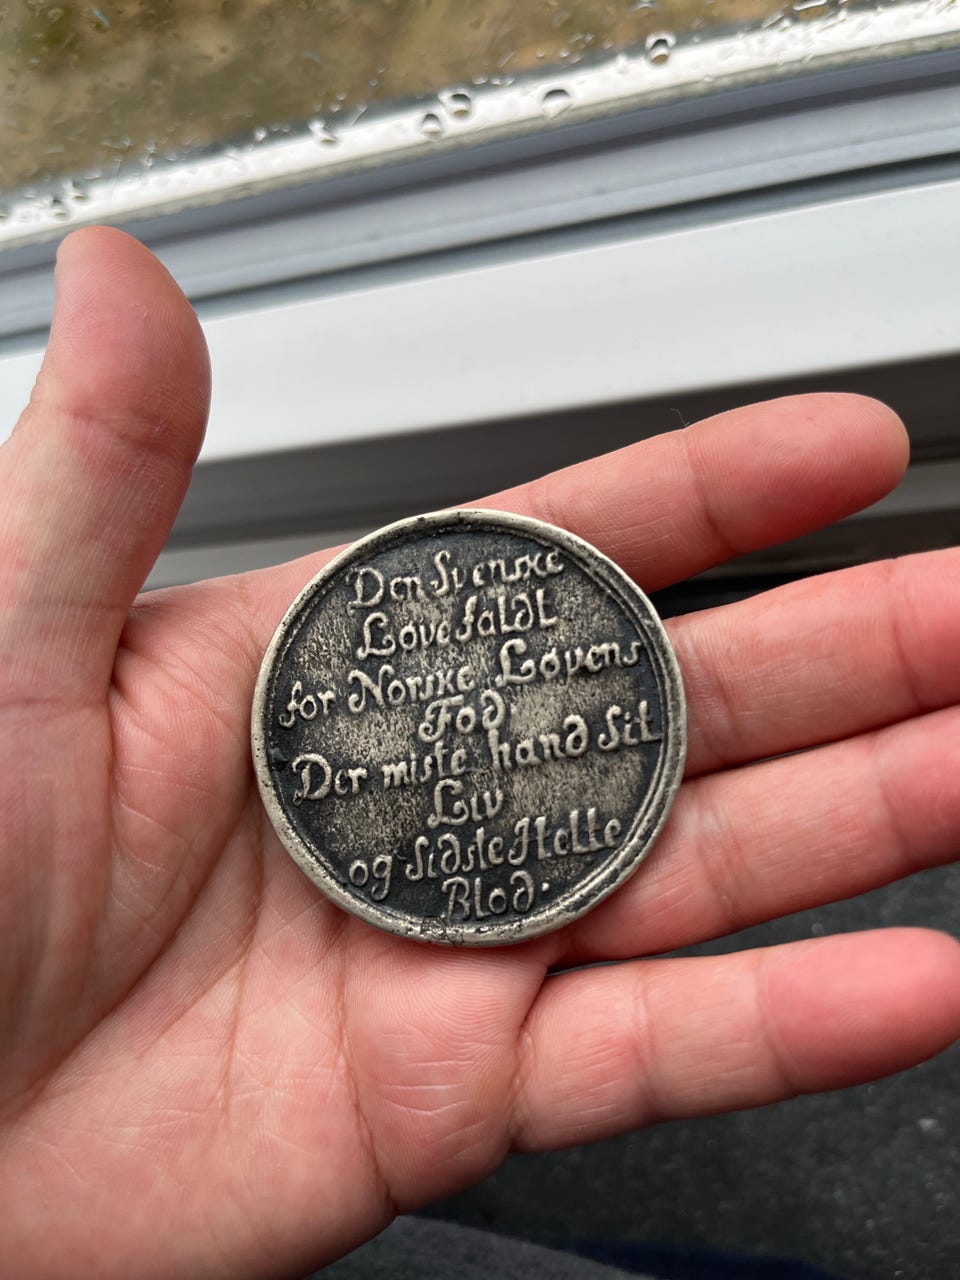 Den Svenske
Løve faldt
for Norske Løvens
Fod
Der miste hand Sit
Liv
og Sidste Helte
Blod.